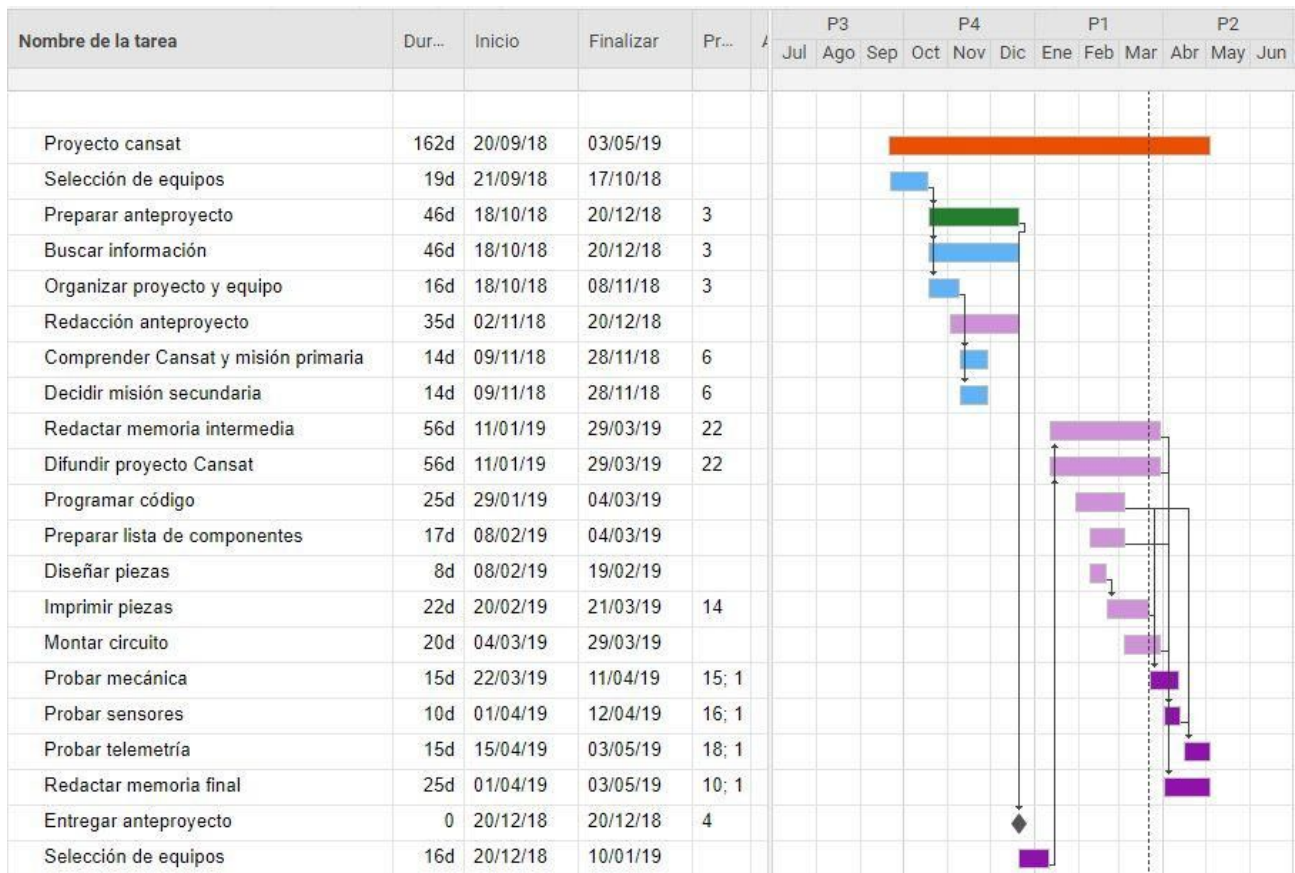 Nombre de la tarea Dur... Inicio Finalizar Pr... P3 P4 P1 P2
Jul Ago Sep Oct Nov Dic Ene Feb Mar Abr May Jun
Proyecto cansat 162d 20/09/18 03/05/19
Selección de equipos 19d 21/09/18 17/10/18
Preparar anteproyecto 46d 18/10/18 20/12/18 3
Buscar información 46d 18/10/18 20/12/18 3
Organizar proyecto y equipo 16d 18/10/18 08/11/18 3
Redacción anteproyecto 35d 02/11/18 20/12/18
Comprender Cansat y misión primaria 14d 09/11/18 28/11/18 6
Decidir misión secundaria 14d 09/11/18 28/11/18 6
Redactar memoria intermedia 56d 11/01/19 29/03/19 22
Difundir proyecto Cansat 56d 11/01/19 29/03/19 22
Programar código 25d 29/01/19 04/03/19
Preparar lista de componentes 17d 08/02/19 04/03/19
Diseñar piezas 8d 08/02/19 19/02/19
Imprimir piezas 22d 20/02/19 21/03/19 14
Montar circuito 20d 04/03/19 29/03/19
Probar mecánica 15d 22/03/19 11/04/19 15; 1
Probar sensores 10d 01/04/19 12/04/19 16; 1
Probar telemetría 15d 15/04/19 03/05/19 18; 1
Redactar memoria final 25d 01/04/19 03/05/19 10; 1
Entregar anteproyecto 0 20/12/18 20/12/18 4
Selección de equipos 16d 20/12/18 10/01/19